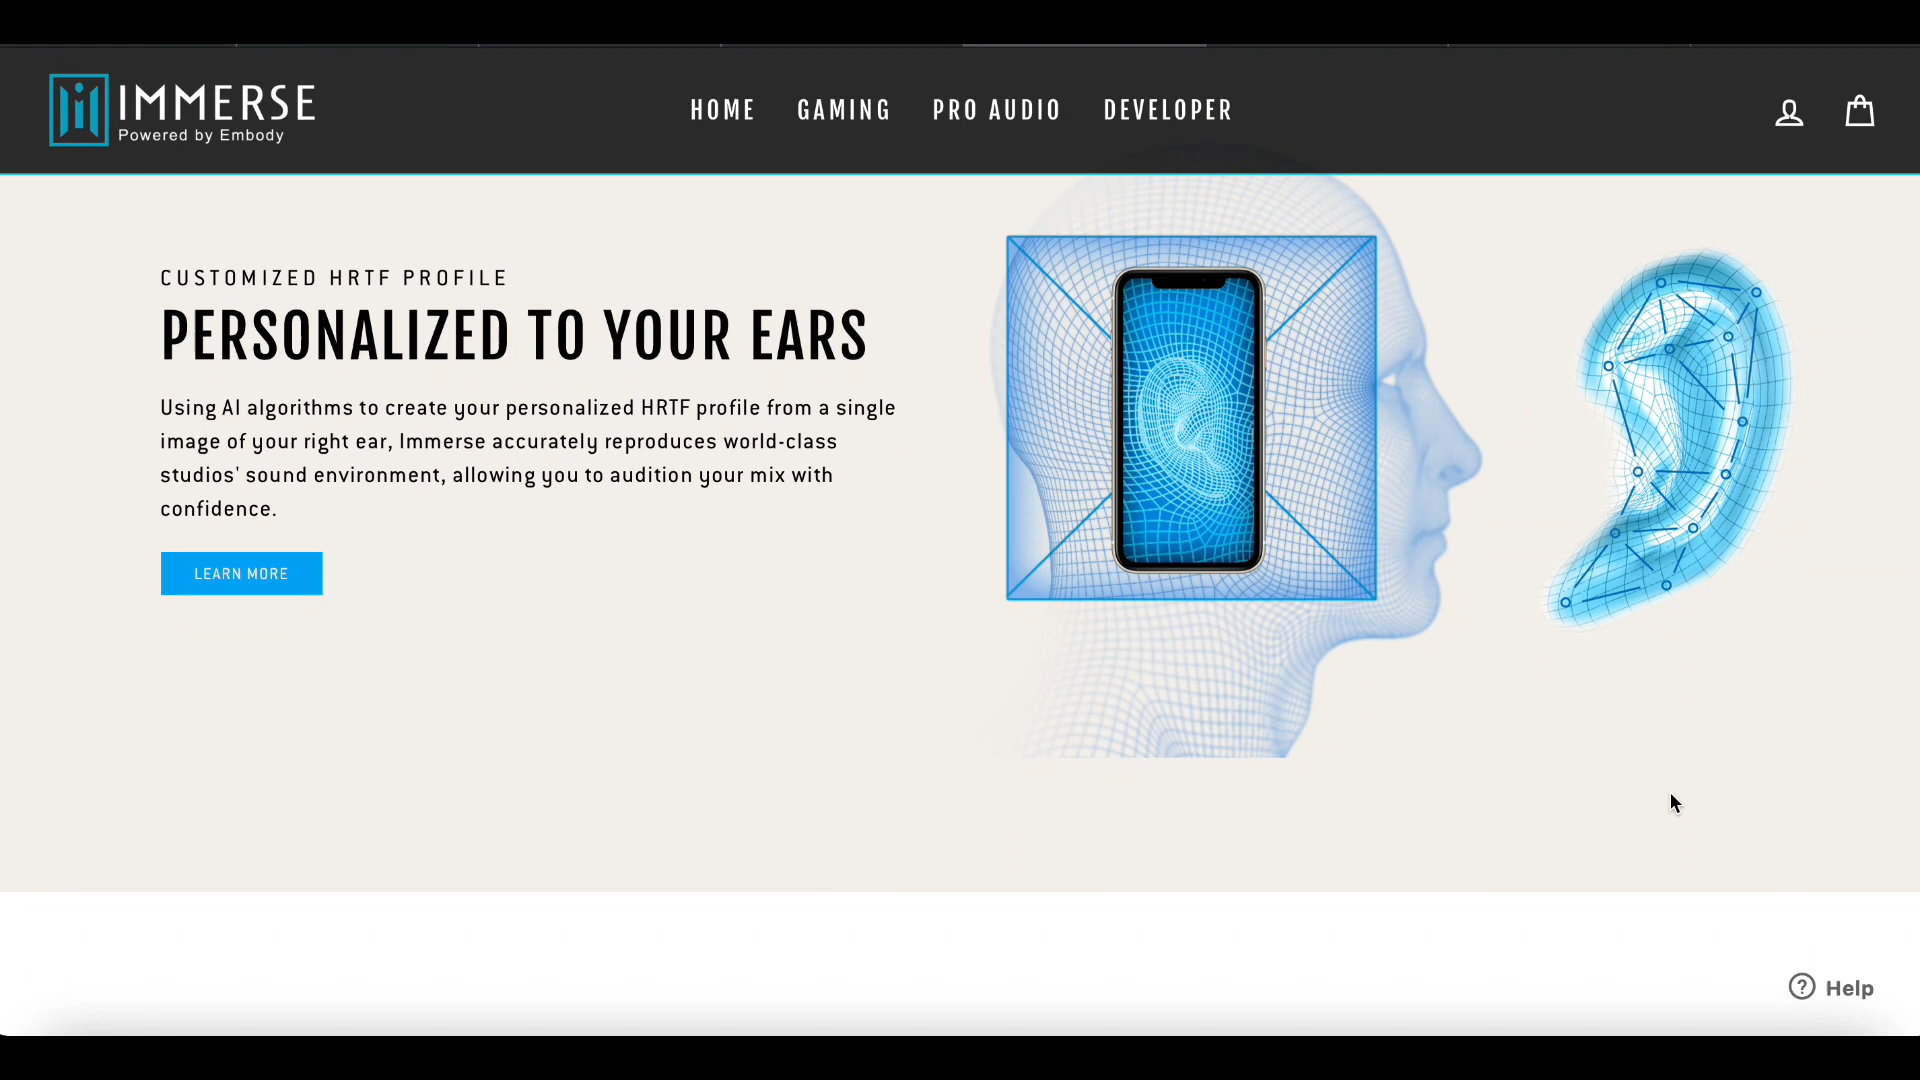 IMMERSE
Powered by Embody
HOME GAMING PRO AUDIO DEVELOPER
CUSTOMIZED HRTF PROFILE
PERSONALIZED TO YOUR EARS
Using AI algorithms to create your personalized HRTF profile from a single
image of your right ear, Immerse accurately reproduces world-class
studios' sound environment, allowing you to audition your mix with
confidence.
LEARN MORE
? Help